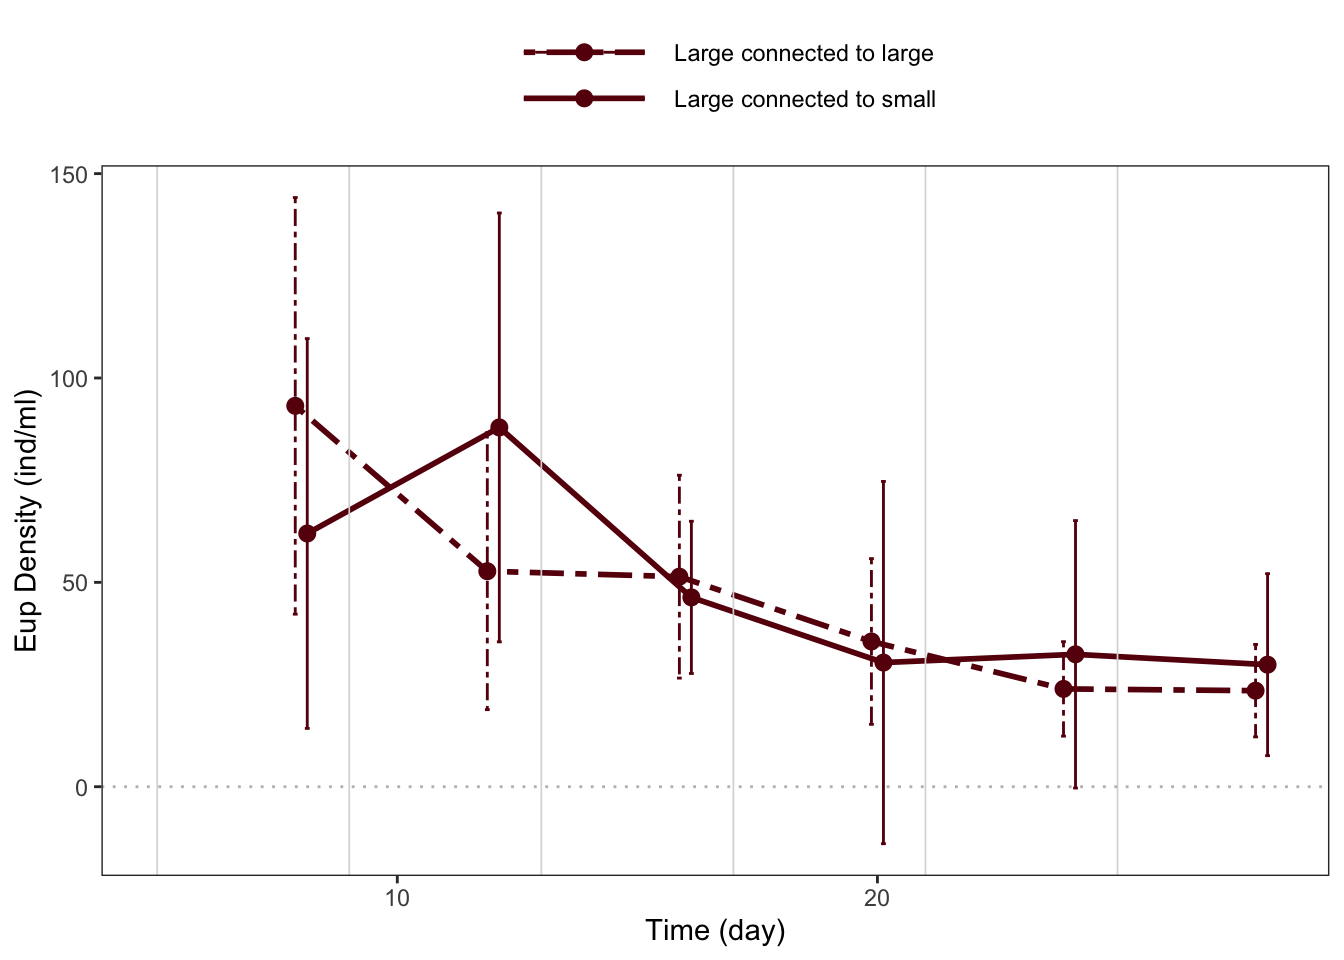 Large connected to large
Large connected to small
150
100
50
0
Eup Density (ind/ml)
10
20
Time (day)